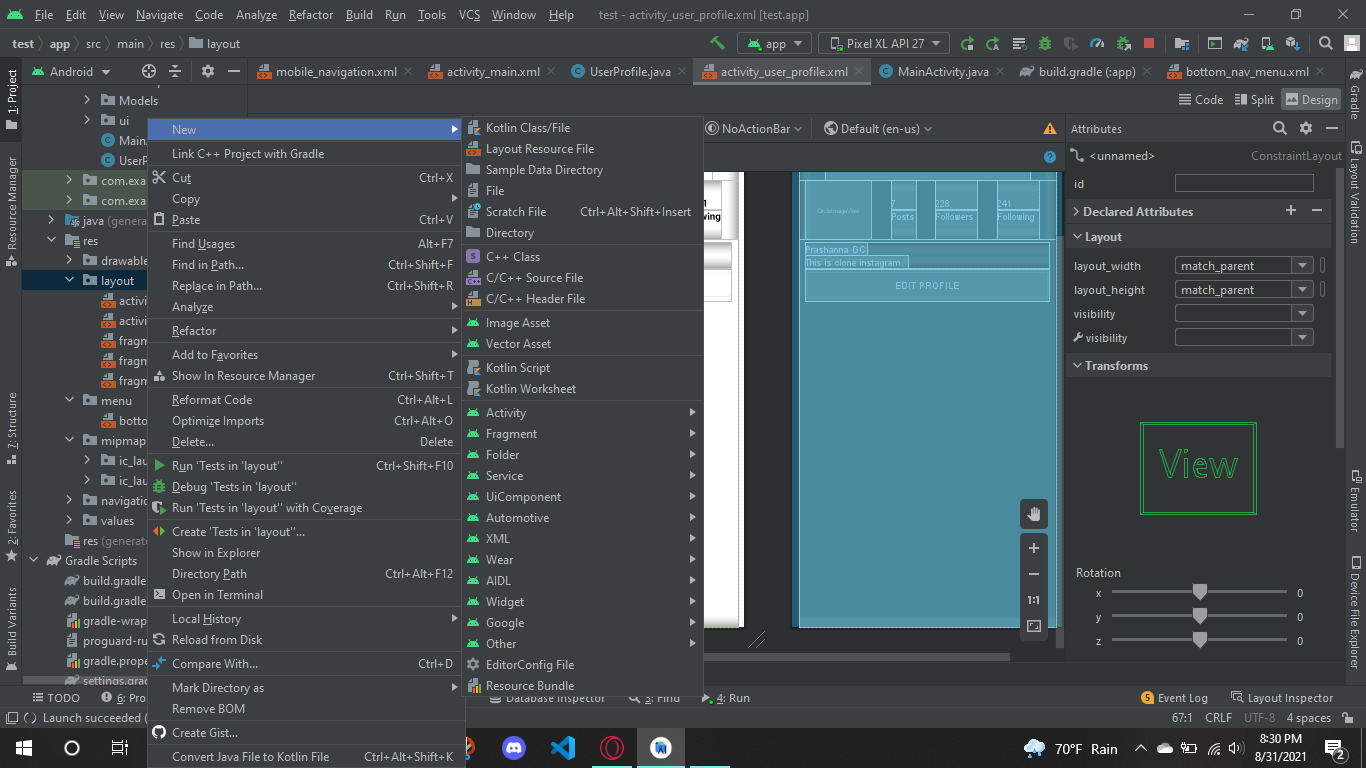 File Edit View Navigate Code Analyze Refactor Build Run Tools VCS Window Help test - activity_user_profile.xml [test.app]
test app src main res layout app Pixel XL API 27
Android mobile_navigation.xml activity_main.xml UserProfile.java activity_user_profile.xml MainActivity.java build.gradle (:app) bottom_nav_menu.xml
Code Split Design
1: Project
Resource Manager
7: Structure
2: Favorites
Build Variants
Models
ui
Main
UserP
com.exa
com.exa
java (genera
res
drawable
layout
activi
activi
fragm
fragm
fragm
menu
botto
mipmap
ic_lau
ic_lau
navigatio
values
res (generate
Gradle Scripts
build.gradle
build.gradle
gradle-wrap
proguard-ru
gradle.prope
settings.grad
New
Link C++ Project with Gradle
Cut Ctrl+X
Copy
Paste Ctrl+V
Find Usages Alt+F7
Find in Path... Ctrl+Shift+F
Replace in Path... Ctrl+Shift+R
Analyze
Refactor
Add to Favorites
Show In Resource Manager Ctrl+Shift+T
Reformat Code Ctrl+Alt+L
Optimize Imports Ctrl+Alt+O
Delete... Delete
Run 'Tests in 'layout'' Ctrl+Shift+F10
Debug 'Tests in 'layout''
Run 'Tests in 'layout'' with Coverage
Create 'Tests in 'layout''...
Show in Explorer
Directory Path Ctrl+Alt+F12
Open in Terminal
Local History
Reload from Disk
Compare With... Ctrl+D
Mark Directory as
Remove BOM
Create Gist...
Convert Java File to Kotlin File Ctrl+Alt+Shift+K
Kotlin Class/File
Layout Resource File
Sample Data Directory
File
Scratch File Ctrl+Alt+Shift+Insert
Directory
C++ Class
C/C++ Source File
C/C++ Header File
Image Asset
Vector Asset
Kotlin Script
Kotlin Worksheet
Activity
Fragment
Folder
Service
UiComponent
Automotive
XML
Wear
AIDL
Widget
Google
Other
EditorConfig File
Resource Bundle
NoActionBar Default (en-us)
1
wing
CircleImageView
7 228 241
Posts Followers Following
Prashanna GC
This is clone instagram.
EDIT PROFILE
1:1
Attributes
<unnamed> ConstraintLayout
id
Declared Attributes
Layout
layout_width match_parent
layout_height match_parent
visibility
visibility
Transforms
View
Rotation
x 0
y 0
z 0
Gradle
Layout Validation
Emulator
Device File Explorer
TODO 6: Pro Database Inspector 3: Find 4: Run 5 Event Log Layout Inspector
Launch succeeded ( 67:1 CRLF UTF-8 4 spaces
70°F Rain
8:30 PM
8/31/2021
2